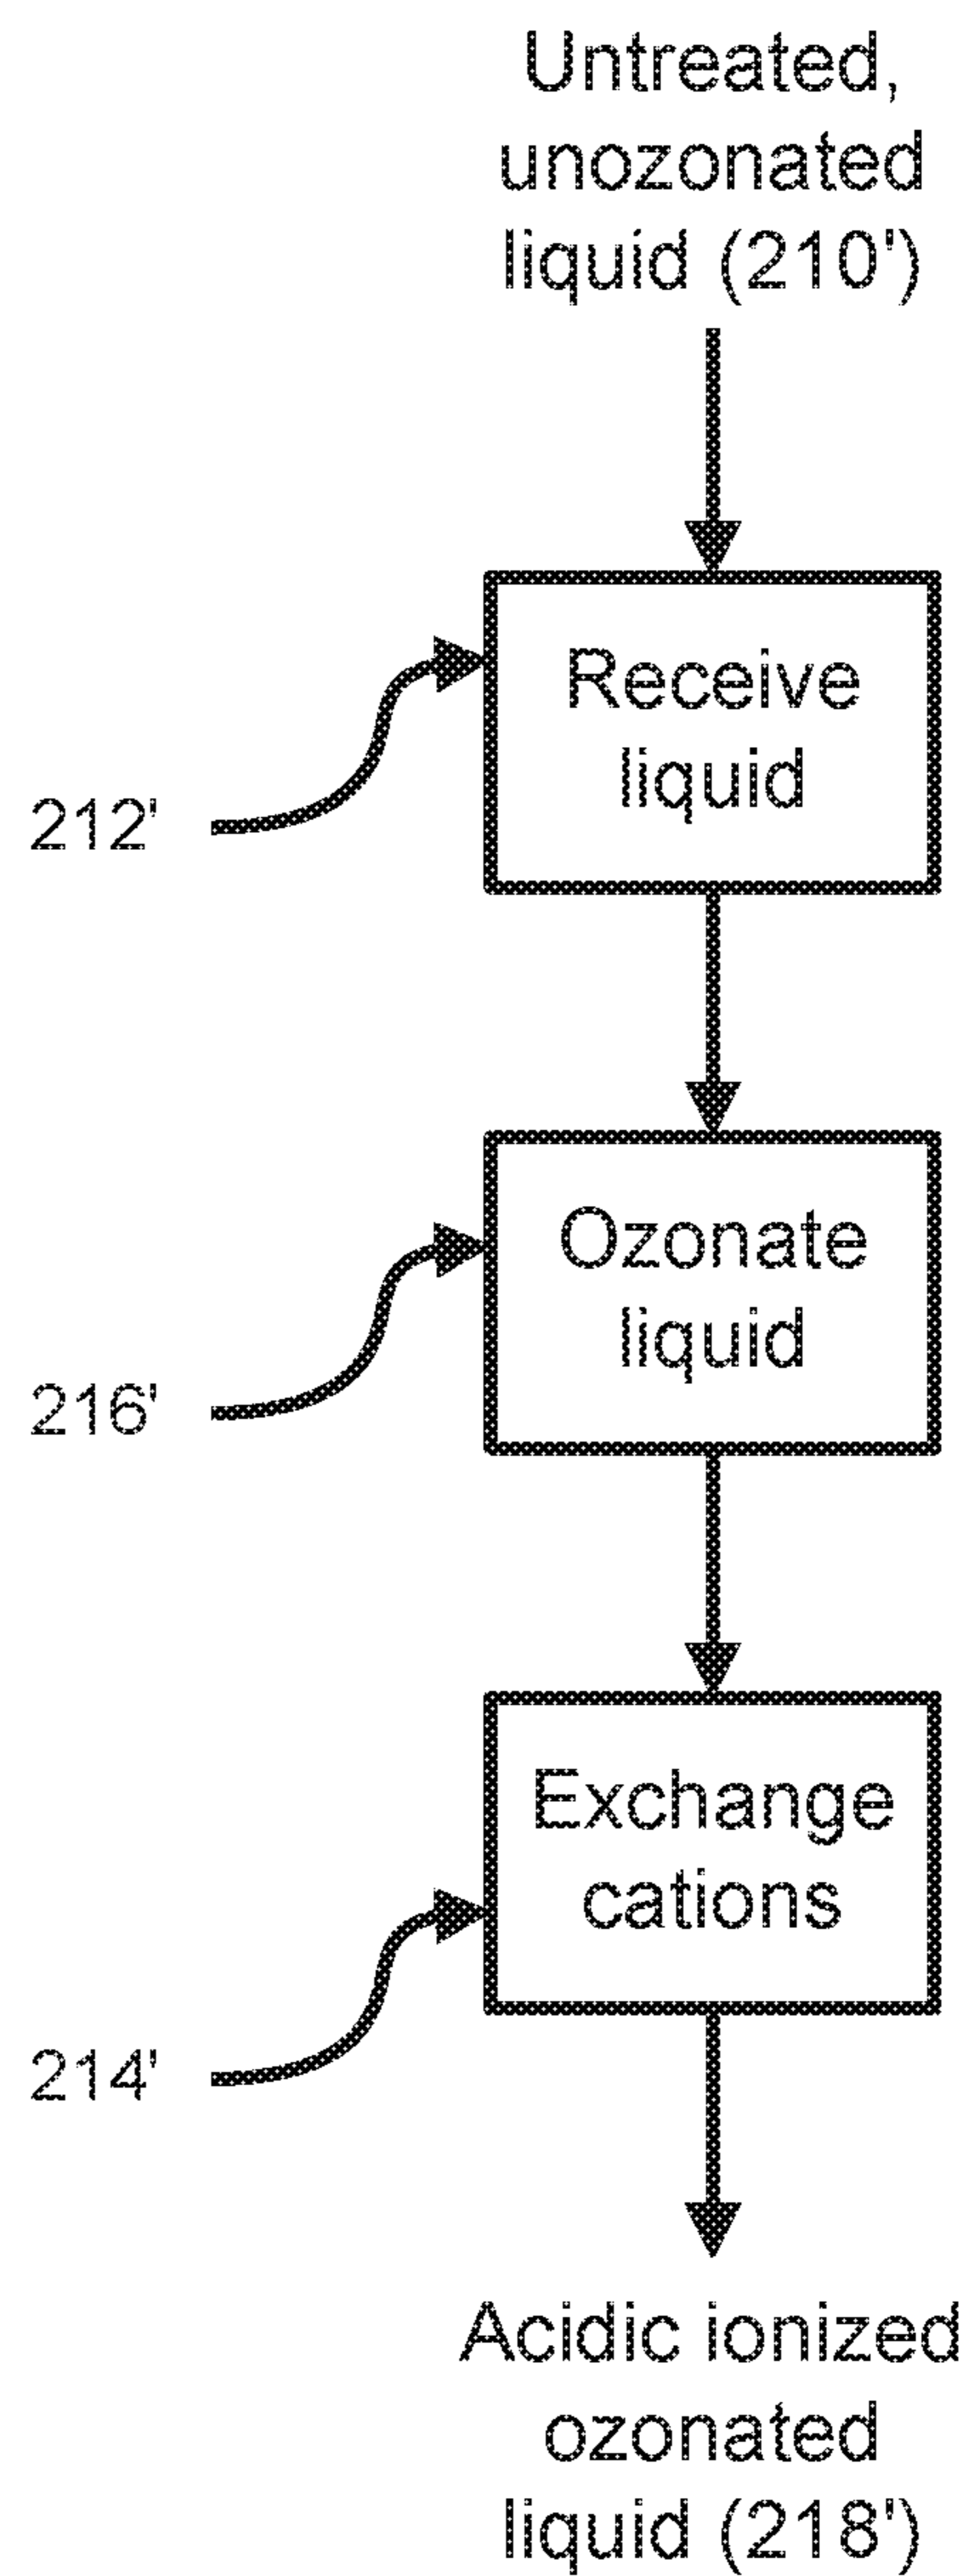 Untreated,
unozonated
liquid (210')
Receive
liquid
212'
Ozonate
liquid
216'
Exchange
cations
214'
Acidic ionized
ozonated
liquid (218')